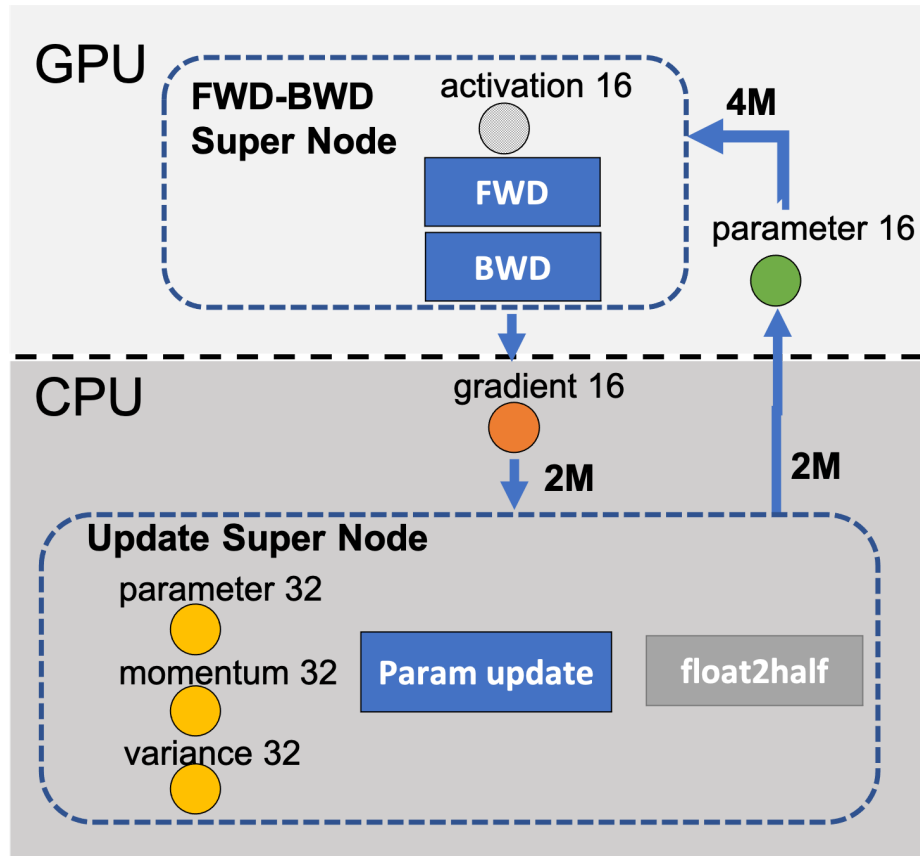 GPU
FWD-BWD
Super Node
activation 16
FWD
BWD
4M
parameter 16
CPU
gradient 16
2M
2M
Update Super Node
parameter 32
momentum 32
variance 32
Param update
float2half